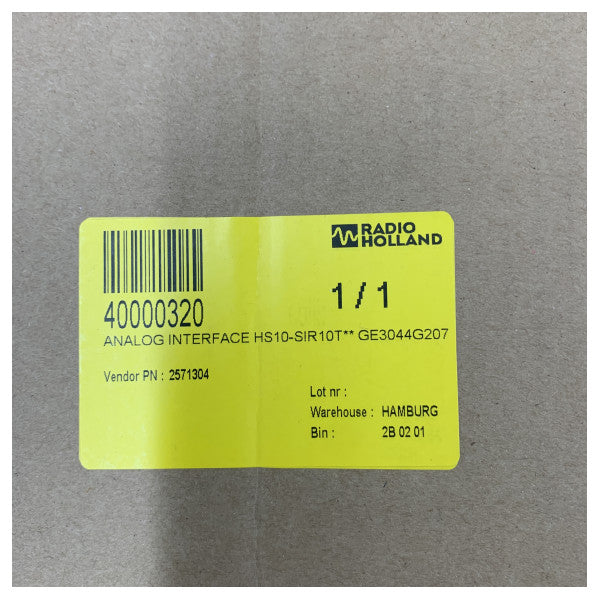 RADIO
HOLLAND
1 / 1
40000320
ANALOG INTERFACE HS10-SIR10T** GE3044G207
Vendor PN : 2571304
Lot nr :
Warehouse : HAMBURG
Bin : 2B 02 01